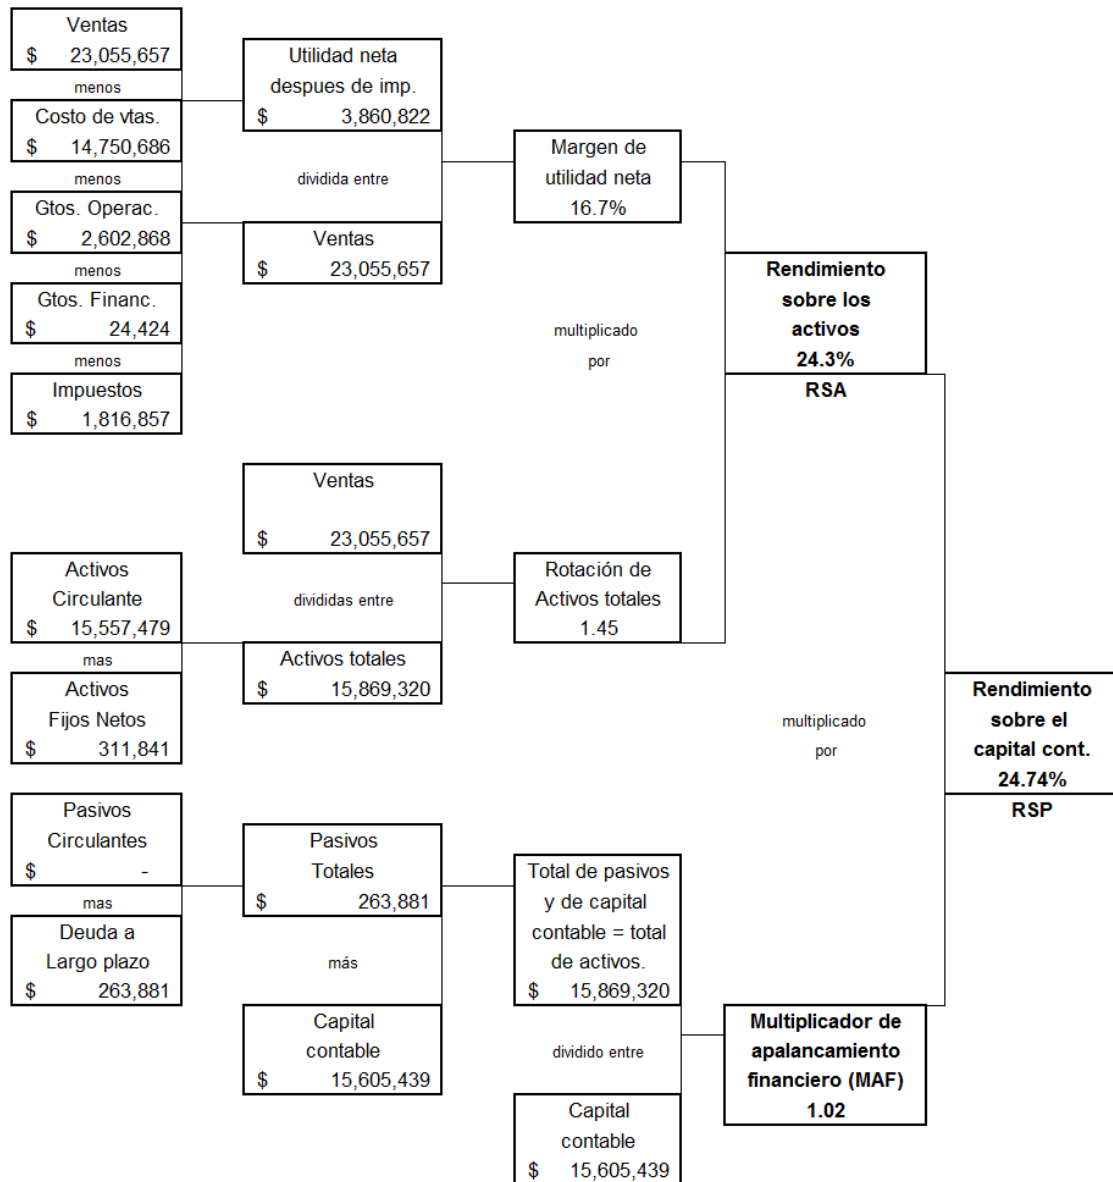 Ventas
$ 23,055,657
menos
Costo de vtas.
$ 14,750,686
menos
Gtos. Operac.
$ 2,602,868
menos
Gtos. Financ.
$ 24,424
menos
Impuestos
$ 1,816,857
Utilidad neta
despues de imp.
$ 3,860,822
dividida entre
Ventas
$ 23,055,657
Margen de
utilidad neta
16.7%
multiplicado
por
Rendimiento
sobre los
activos
24.3%
RSA
Ventas
$ 23,055,657
Activos
Circulante
$ 15,557,479
mas
Activos
Fijos Netos
$ 311,841
divididas entre
Activos totales
$ 15,869,320
Rotación de
Activos totales
1.45
multiplicado
por
Rendimiento
sobre el
capital cont.
24.74%
RSP
Pasivos
Circulantes
$ -
mas
Deuda a
Largo plazo
$ 263,881
Pasivos
Totales
$ 263,881
más
Capital
contable
$ 15,605,439
Total de pasivos
y de capital
contable = total
de activos.
$ 15,869,320
dividido entre
Capital
contable
$ 15,605,439
Multiplicador de
apalancamiento
financiero (MAF)
1.02